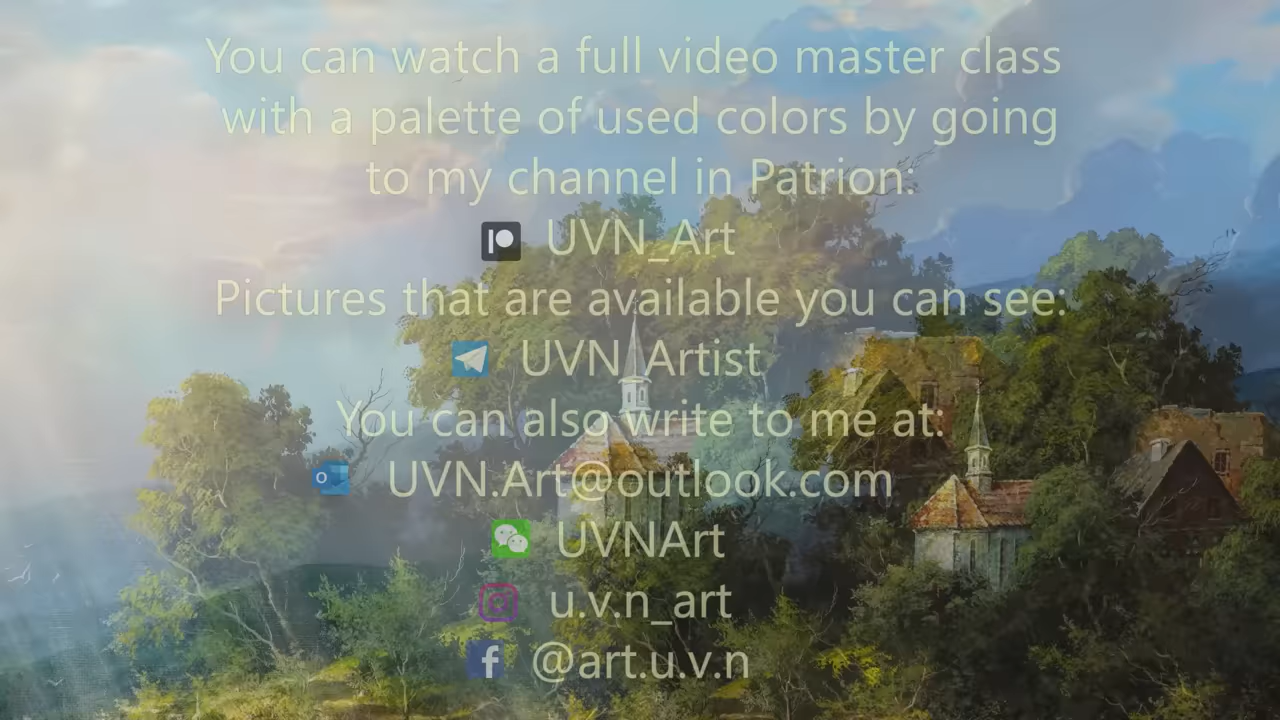 You can watch a full video master class
with a palette of used colors by going
to my channel in Patrion:
UVN_Art
Pictures that are available you can see:
UVN_Artist
You can also write to me at:
UVN.Art@outlook.com
UVNArt
u.v.n_art
@art.u.v.n